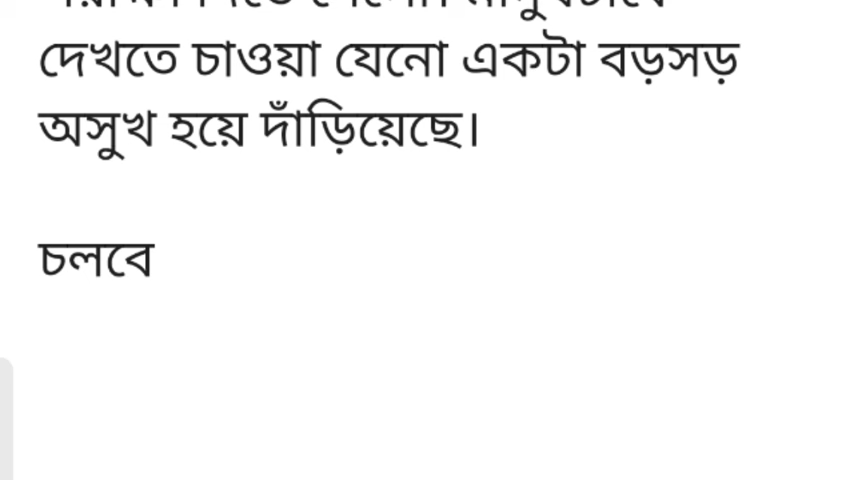 দেখতে চাওয়া যেনো একটা বড়সড়
অসুখ হয়ে দাঁড়িয়েছে।
চলবে